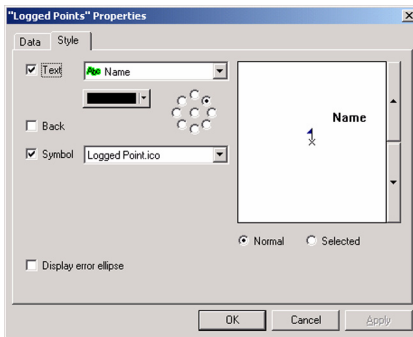 "Logged Points" Properties
Data Style
Text Abc Name
Back
Symbol Logged Point.ico
Name
Normal Selected
Display error ellipse
OK Cancel Apply